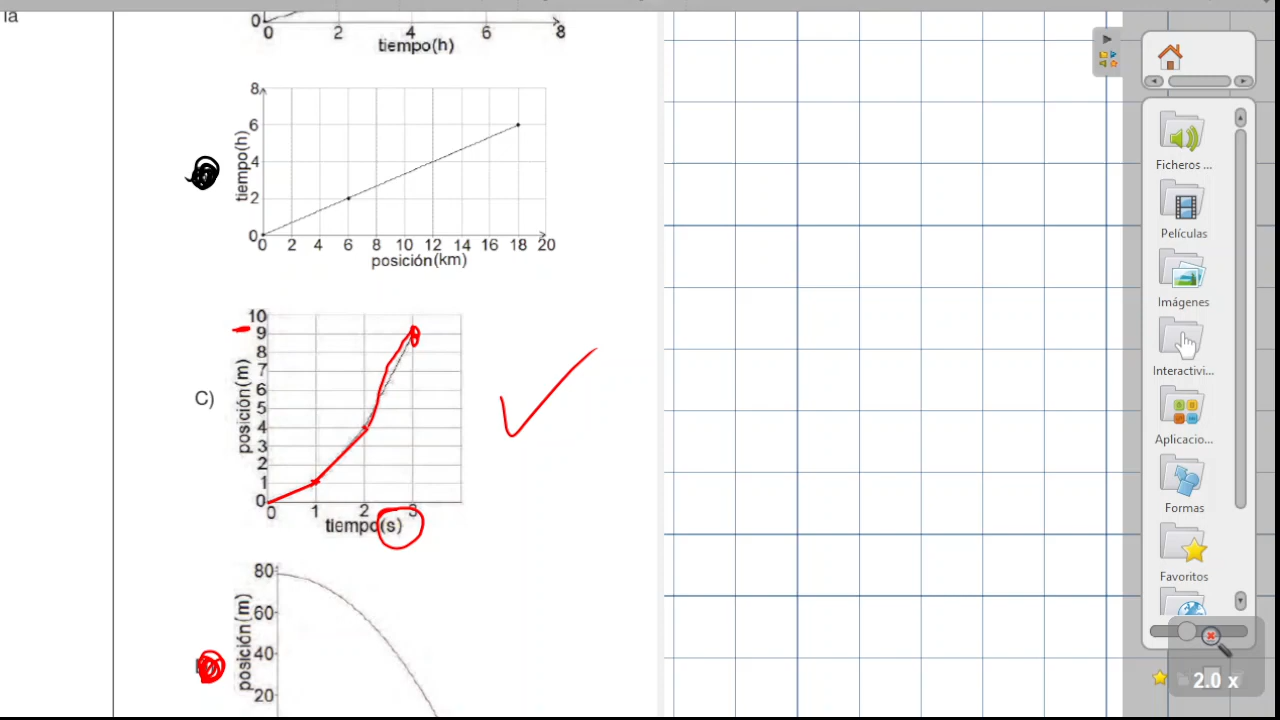 la
0
0 2 4 6 8
tiempo(h)
8
6
4
2
0
tiempo(h)
0 2 4 6 8 10 12 14 16 18 20
posición(km)
C)
10
9
8
7
6
5
4
3
2
1
0
posición(m)
0 1 2 3
tiempo(s)
80
60
40
20
posición(m)
Ficheros ...
Películas
Imágenes
Interactivi...
Aplicacio...
Formas
Favoritos
2.0 x